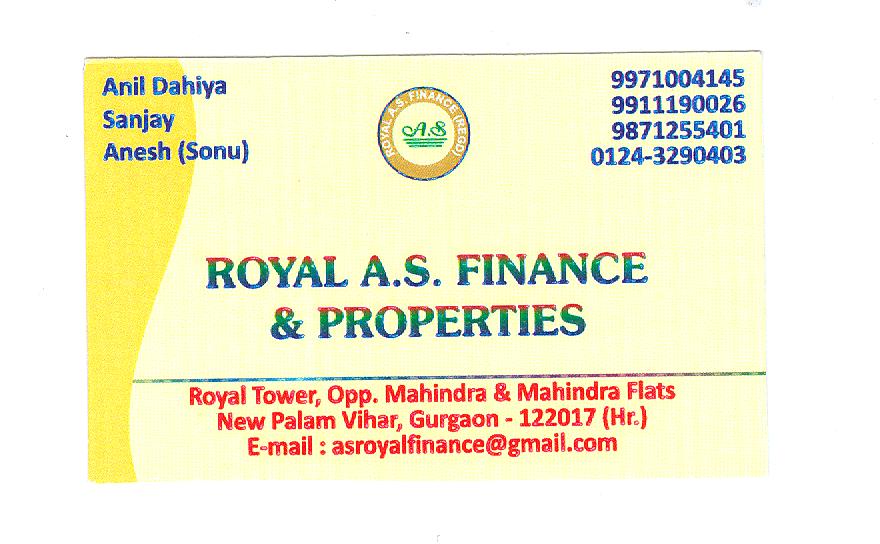 Anil Dahiya
Sanjay
Anesh (Sonu)
ROYAL A.S. FINANCE (REGD)
A.S
9971004145
9911190026
9871255401
0124-3290403
ROYAL A.S. FINANCE
& PROPERTIES
Royal Tower, Opp. Mahindra & Mahindra Flats
New Palam Vihar, Gurgaon - 122017 (Hr.)
E-mail : asroyalfinance@gmail.com